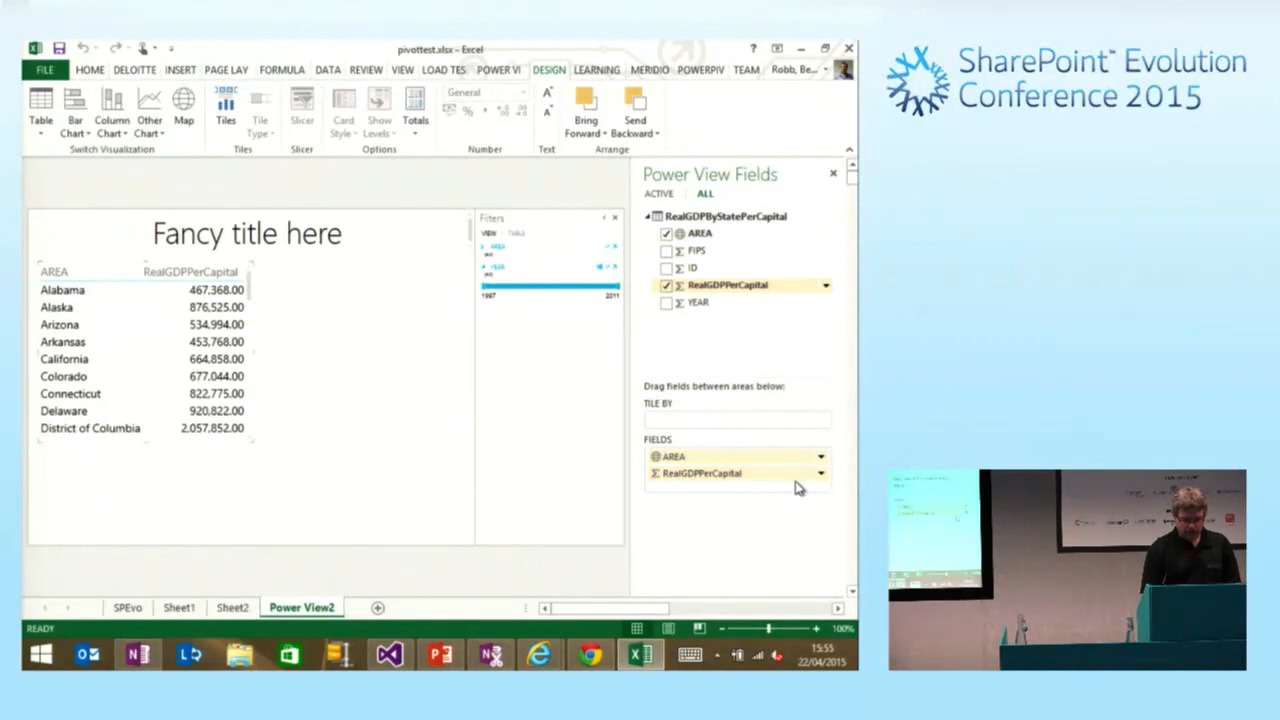 pivottest.xlsx - Excel
FILE HOME DELOITTE INSERT PAGE LAY FORMULA DATA REVIEW VIEW LOAD TES POWER VI DESIGN LEARNING MERIDIO POWERPIV TEAM Robb, Be...
Table Bar Chart Column Chart Other Chart Map Tiles Tile Type Slicer Card Style Show Levels Totals General Bring Forward Send Backward
Switch Visualization Tiles Slicer Options Number Text Arrange
SharePoint™ Evolution
Conference 2015
Power View Fields
ACTIVE ALL
RealGDPByStatePerCapital
AREA
FIPS
ID
RealGDPPerCapital
YEAR
Drag fields between areas below:
TILE BY
FIELDS
AREA
RealGDPPerCapital
Fancy title here
AREA RealGDPPerCapital
Alabama 467,368.00
Alaska 876,525.00
Arizona 534,994.00
Arkansas 453,768.00
California 664,858.00
Colorado 677,044.00
Connecticut 822,775.00
Delaware 920,822.00
District of Columbia 2,057,852.00
Filters
VIEW TABLE
AREA
YEAR
1997 2011
SPEvo Sheet1 Sheet2 Power View2
READY 100%
15:55
22/04/2015